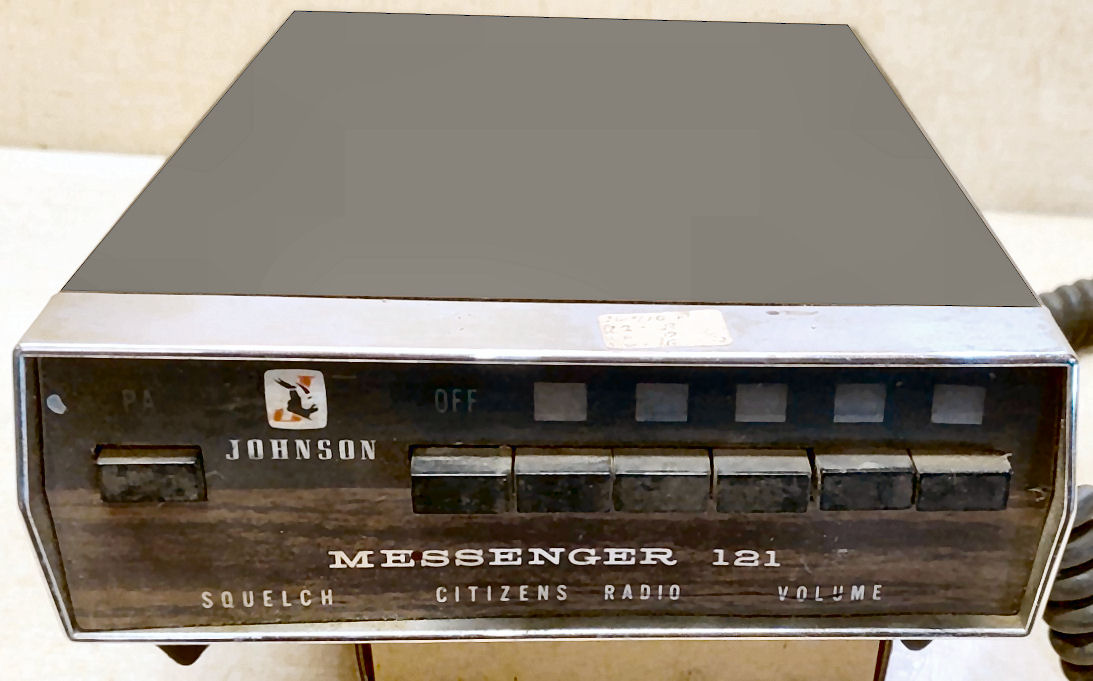 PA
OFF
JOHNSON
MESSENGER 121
SQUELCH CITIZENS RADIO VOLUME